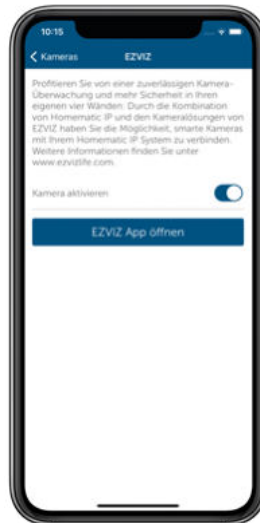 10:15
Kameras EZVIZ
Profitieren Sie von einer zuverlässigen Kamera-
Überwachung und mehr Sicherheit in Ihren
eigenen vier Wänden. Durch die Kombination
von Homematic IP und den Kameralösungen von
EZVIZ haben Sie die Möglichkeit, smarte Kameras
mit Ihrem Homematic IP System zu verbinden.
Weitere Informationen finden Sie unter
www.ezvizlife.com.
Kamera aktivieren
EZVIZ App öffnen